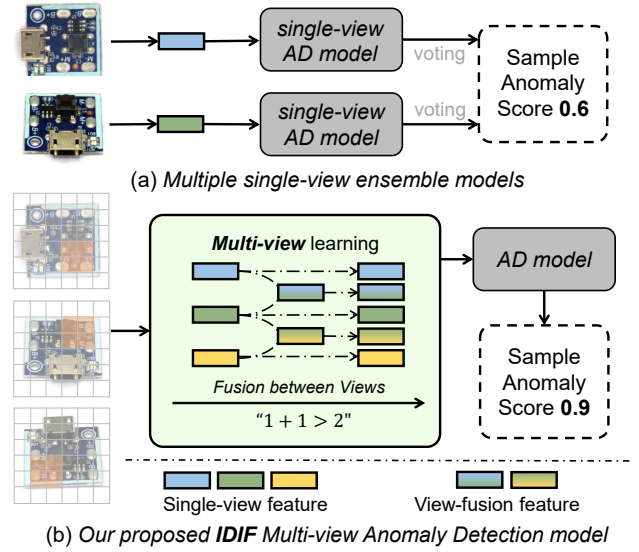 single-view
AD model
voting
single-view
AD model
voting
Sample
Anomaly
Score 0.6
(a) Multiple single-view ensemble models
Multi-view learning
Fusion between Views
"1 + 1 > 2"
AD model
Sample
Anomaly
Score 0.9
Single-view feature
View-fusion feature
(b) Our proposed IDIF Multi-view Anomaly Detection model